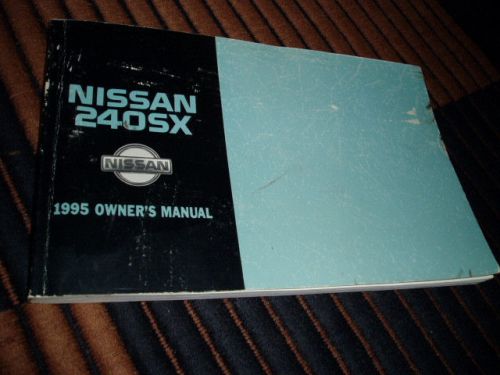 NISSAN
240SX
NISSAN
1995 OWNER'S MANUAL